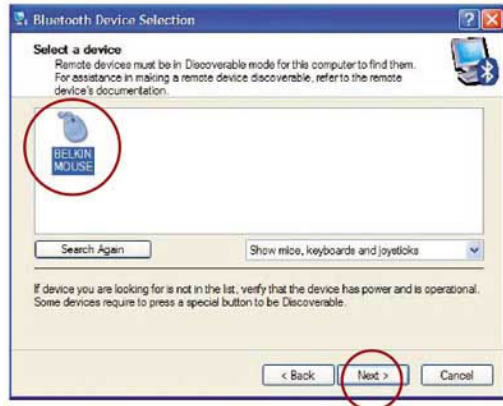 Bluetooth Device Selection
Select a device
Remote devices must be in Discoverable mode for this computer to find them.
For assistance in making a remote device discoverable, refer to the remote
device's documentation.
BELKIN
MOUSE
Search Again
Show mice, keyboards and joysticks
If device you are looking for is not in the list, verify that the device has power and is operational.
Some devices require to press a special button to be Discoverable.
< Back
Next >
Cancel